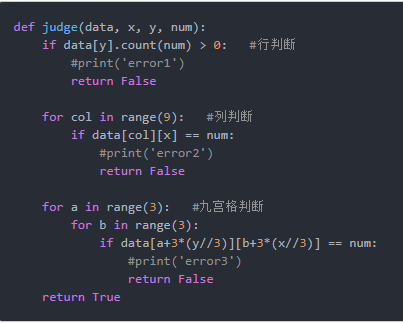 def judge(data, x, y, num):
    if data[y].count(num) > 0:   #行判断
        #print('error1')
        return False

    for col in range(9):   #列判断
        if data[col][x] == num:
            #print('error2')
            return False

    for a in range(3):   #九宫格判断
        for b in range(3):
            if data[a+3*(y//3)][b+3*(x//3)] == num:
                #print('error3')
                return False
    return True